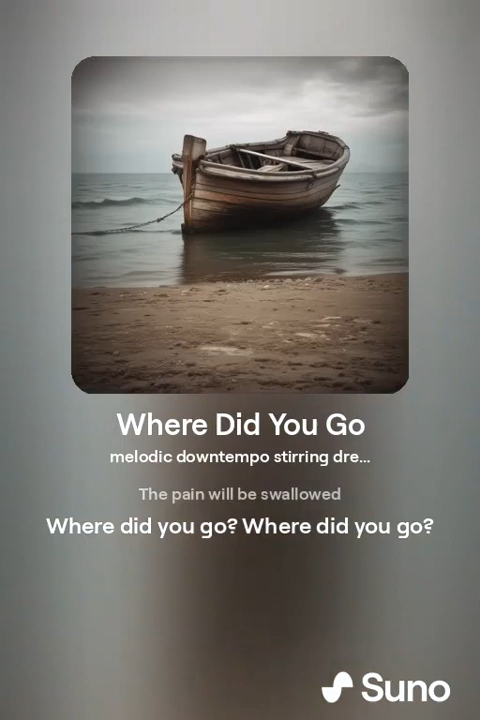 Where Did You Go
melodic downtempo stirring dre...
The pain will be swallowed
Where did you go? Where did you go?
Suno